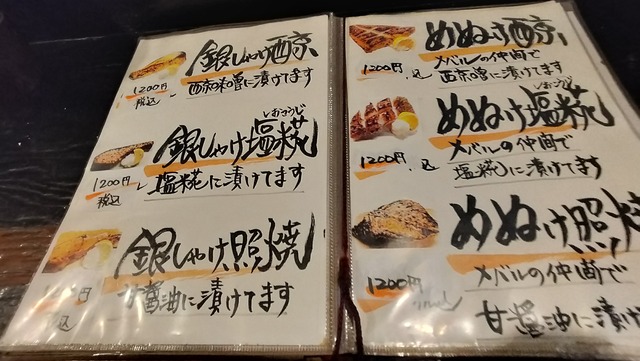 銀しゃけ西京
西京味噌に漬けてます
1200円
税込
しおこうじ
銀しゃけ塩糀
塩糀に漬けてます
1200円
税込
銀しゃけ照焼
甘醤油に漬けてます
円
込
めぬけ西京
メバルの仲間で
西京味噌に漬けてます
1200円 込
しおこうじ
めぬけ塩糀
メバルの仲間で
塩糀に漬けてます
1200円 込
めぬけ照焼
メバルの仲間で
甘醤油に漬け
1200円